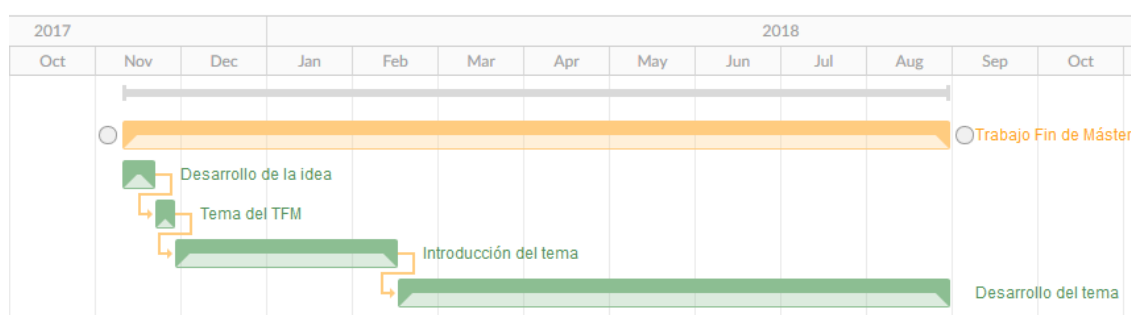 2017 2018
Oct Nov Dec Jan Feb Mar Apr May Jun Jul Aug Sep Oct
Trabajo Fin de Máster
Desarrollo de la idea
Tema del TFM
Introducción del tema
Desarrollo del tema